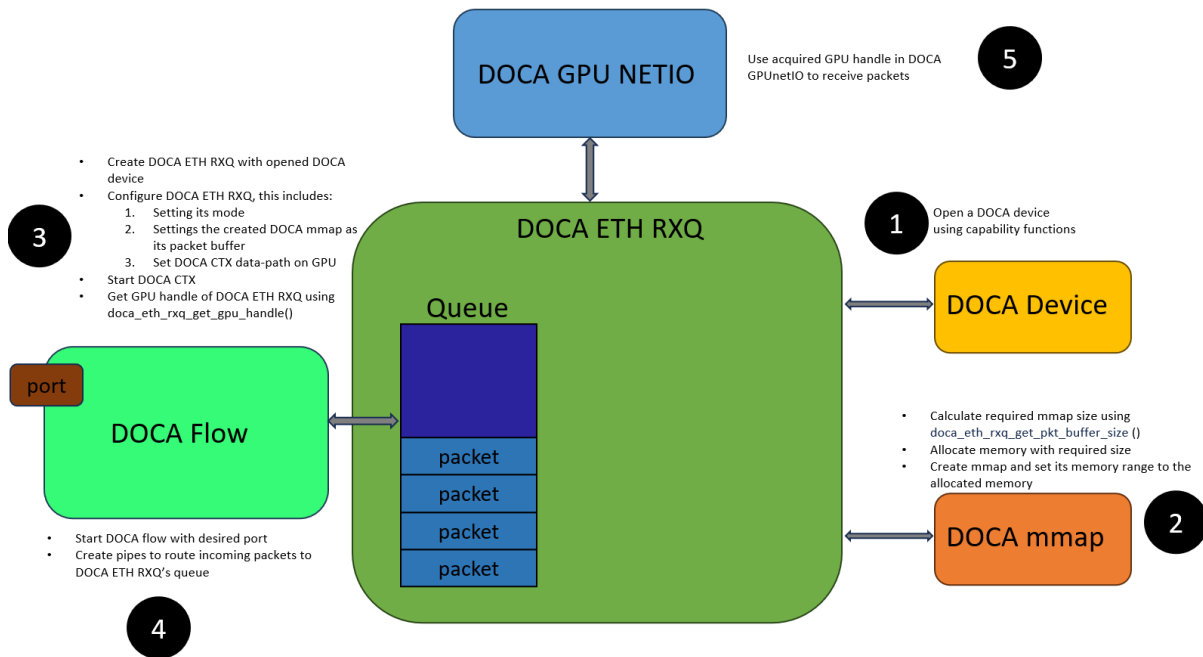 DOCA GPU NETIO
Use acquired GPU handle in DOCA
GPUnetIO to receive packets
5
• Create DOCA ETH RXQ with opened DOCA
device
• Configure DOCA ETH RXQ, this includes:
1. Setting its mode
2. Settings the created DOCA mmap as
its packet buffer
3. Set DOCA CTX data-path on GPU
• Start DOCA CTX
• Get GPU handle of DOCA ETH RXQ using
doca_eth_rxq_get_gpu_handle()
3
DOCA ETH RXQ
1
Open a DOCA device
using capability functions
DOCA Device
Queue
packet
packet
packet
packet
port
DOCA Flow
• Calculate required mmap size using
doca_eth_rxq_get_pkt_buffer_size ()
• Allocate memory with required size
• Create mmap and set its memory range to the
allocated memory
DOCA mmap
2
• Start DOCA flow with desired port
• Create pipes to route incoming packets to
DOCA ETH RXQ's queue
4